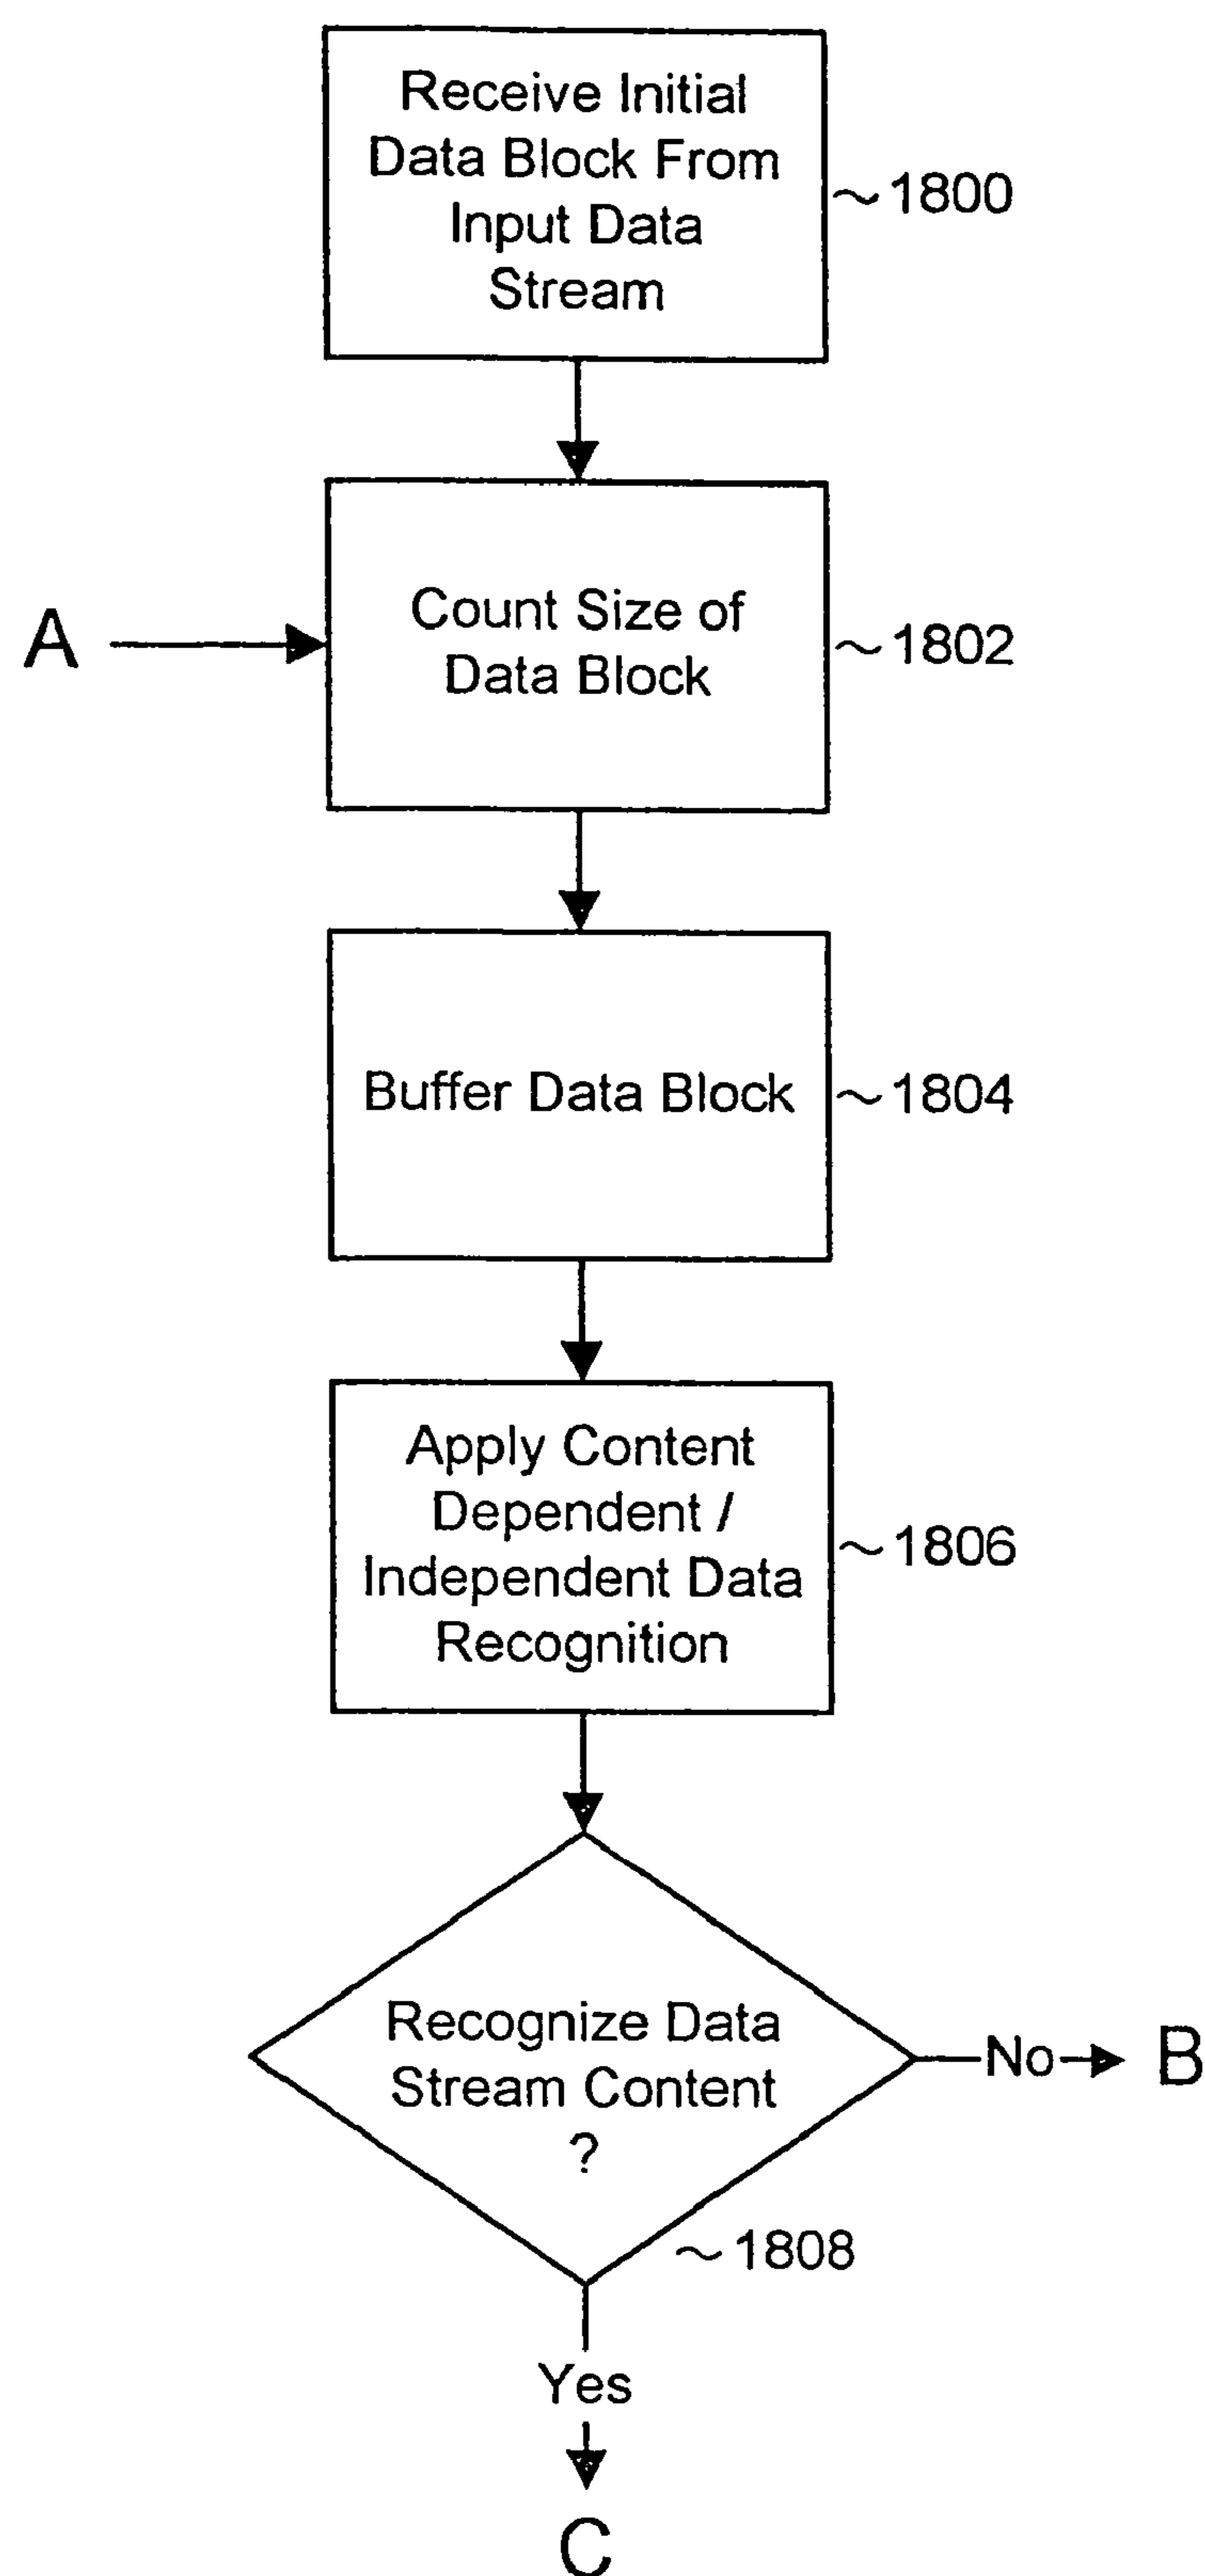 Receive Initial
Data Block From
Input Data
Stream
~1800
A
Count Size of
Data Block
~1802
Buffer Data Block
~1804
Apply Content
Dependent /
Independent Data
Recognition
~1806
Recognize Data
Stream Content
?
No
B
~1808
Yes
C